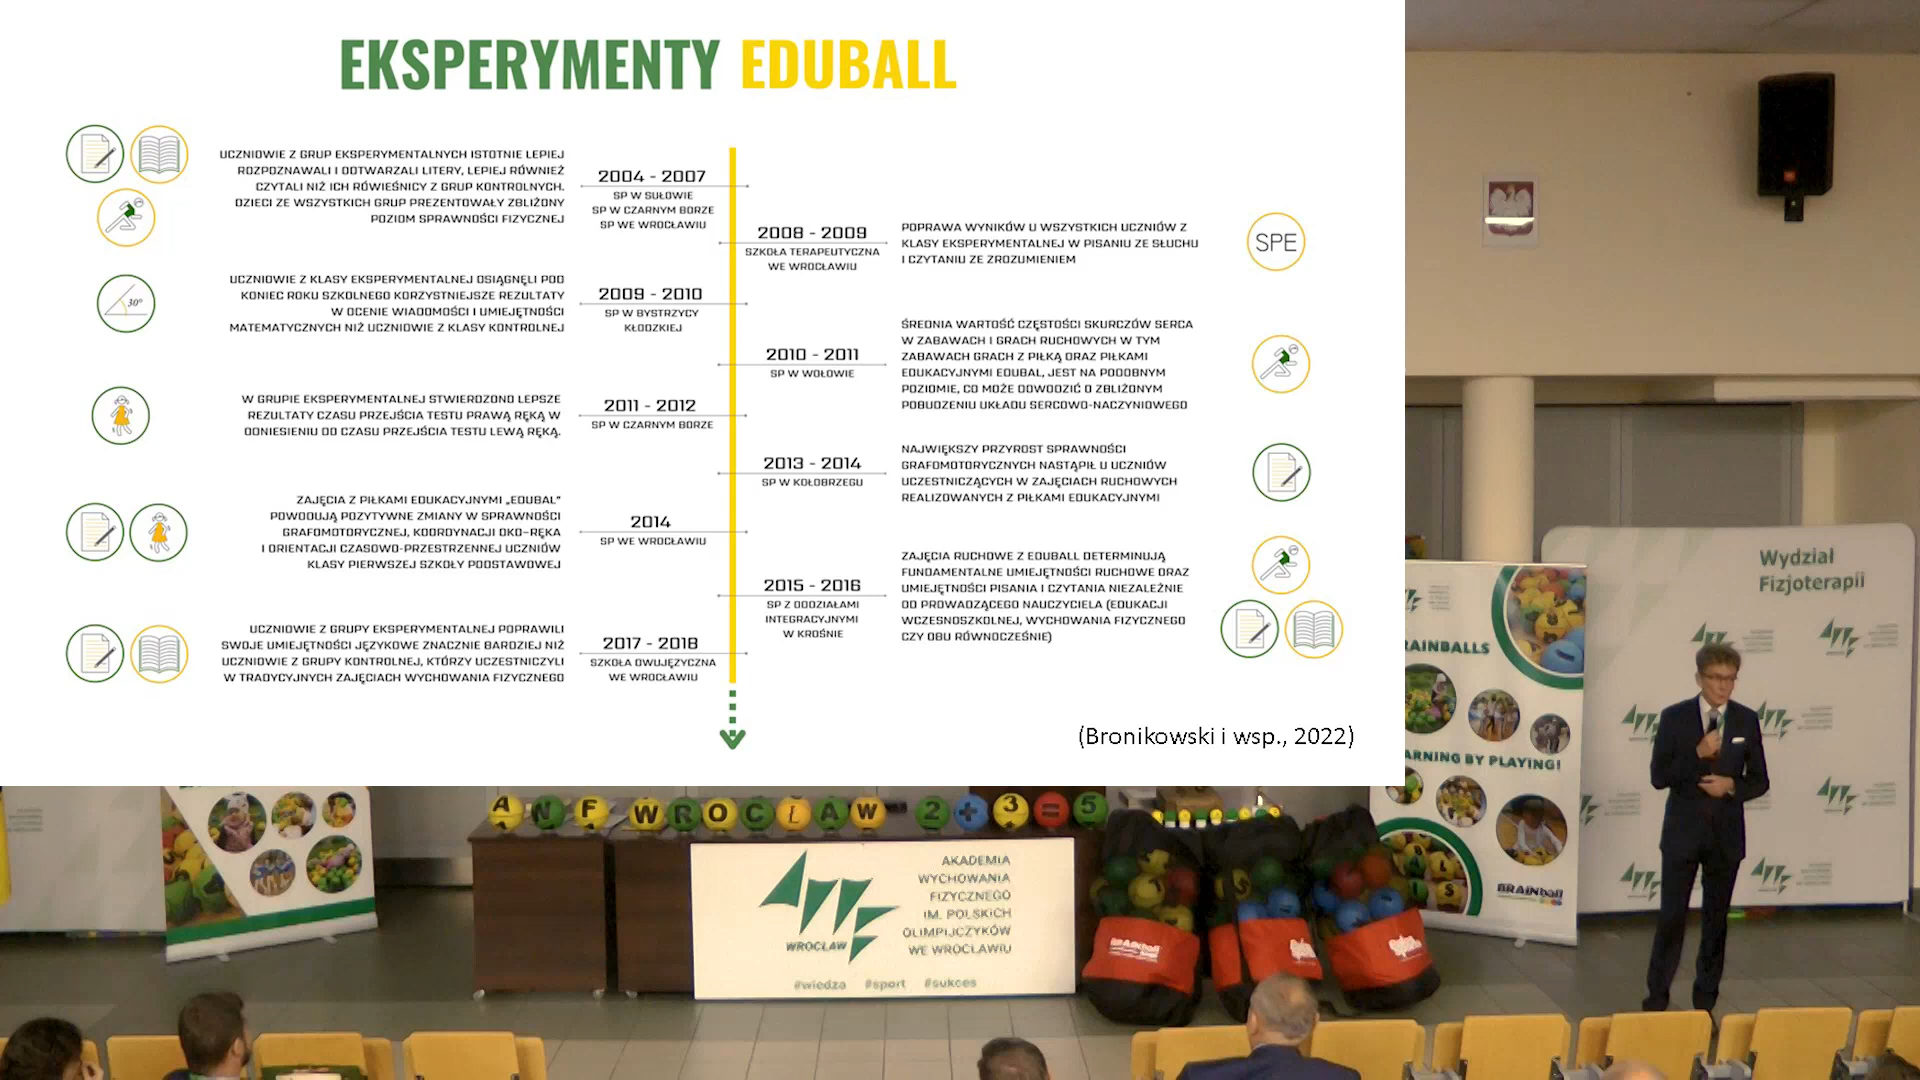 EKSPERYMENTY EDUBALL
UCZNIOWIE Z GRUP EKSPERYMENTALNYCH ISTOTNIE LEPIEJ
ROZPOZNAWALI I ODTWARZALI LITERY, LEPIEJ RÓWNIEŻ
CZYTALI NIŻ ICH RÓWIEŚNICY Z GRUP KONTROLNYCH.
DZIECI ZE WSZYSTKICH GRUP PREZENTOWAŁY ZBLIŻONY
POZIOM SPRAWNOŚCI FIZYCZNEJ
2004 - 2007
SP W SUŁOWIE
SP W CZARNYM BORZE
SP WE WROCŁAWIU
2008 - 2009
SZKOŁA TERAPEUTYCZNA
WE WROCŁAWIU
POPRAWA WYNIKÓW U WSZYSTKICH UCZNIÓW Z
KLASY EKSPERYMENTALNEJ W PISANIU ZE SŁUCHU
I CZYTANIU ZE ZROZUMIENIEM
SPE
UCZNIOWIE Z KLASY EKSPERYMENTALNEJ OSIĄGNĘLI POD
KONIEC ROKU SZKOLNEGO KORZYSTNIEJSZE REZULTATY
W OCENIE WIADOMOŚCI I UMIEJĘTNOŚCI
MATEMATYCZNYCH NIŻ UCZNIOWIE Z KLASY KONTROLNEJ
30°
2009 - 2010
SP W BYSTRZYCY
KŁODZKIEJ
2010 - 2011
SP W WOŁOWIE
ŚREDNIA WARTOŚĆ CZĘSTOŚCI SKURCZÓW SERCA
W ZABAWACH I GRACH RUCHOWYCH W TYM
ZABAWACH GRACH Z PIŁKĄ ORAZ PIŁKAMI
EDUKACYJNYMI EDUBAL, JEST NA PODOBNYM
POZIOMIE, CO MOŻE DOWODZIĆ O ZBLIŻONYM
POBUDZENIU UKŁADU SERCOWO-NACZYNIOWEGO
W GRUPIE EKSPERYMENTALNEJ STWIERDZONO LEPSZE
REZULTATY CZASU PRZEJŚCIA TESTU PRAWĄ RĘKĄ W
ODNIESIENIU DO CZASU PRZEJŚCIA TESTU LEWĄ RĘKĄ.
2011 - 2012
SP W CZARNYM BORZE
2013 - 2014
SP W KOŁOBRZEGU
NAJWIĘKSZY PRZYROST SPRAWNOŚCI
GRAFOMOTORYCZNYCH NASTĄPIŁ U UCZNIÓW
UCZESTNICZĄCYCH W ZAJĘCIACH RUCHOWYCH
REALIZOWANYCH Z PIŁKAMI EDUKACYJNYMI
ZAJĘCIA Z PIŁKAMI EDUKACYJNYMI „EDUBAL”
POWODUJĄ POZYTYWNE ZMIANY W SPRAWNOŚCI
GRAFOMOTORYCZNEJ, KOORDYNACJI OKO-RĘKA
I ORIENTACJI CZASOWO-PRZESTRZENNEJ UCZNIÓW
KLASY PIERWSZEJ SZKOŁY PODSTAWOWEJ
2014
SP WE WROCŁAWIU
2015 - 2016
SP Z ODDZIAŁAMI
INTEGRACYJNYMI
W KROŚNIE
ZAJĘCIA RUCHOWE Z EDUBALL DETERMINUJĄ
FUNDAMENTALNE UMIEJĘTNOŚCI RUCHOWE ORAZ
UMIEJĘTNOŚCI PISANIA I CZYTANIA NIEZALEŻNIE
OD PROWADZĄCEGO NAUCZYCIELA (EDUKACJI
WCZESNOSZKOLNEJ, WYCHOWANIA FIZYCZNEGO
CZY OBU RÓWNOCZEŚNIE)
UCZNIOWIE Z GRUPY EKSPERYMENTALNEJ POPRAWILI
SWOJE UMIEJĘTNOŚCI JĘZYKOWE ZNACZNIE BARDZIEJ NIŻ
UCZNIOWIE Z GRUPY KONTROLNEJ, KTÓRZY UCZESTNICZYLI
W TRADYCYJNYCH ZAJĘCIACH WYCHOWANIA FIZYCZNEGO
2017 - 2018
SZKOŁA DWUJĘZYCZNA
WE WROCŁAWIU
(Bronikowski i wsp., 2022)
Wydział
Fizjoterapii
RAINBALLS
ARNING BY PLAYING!
BRAINball
A W F WROCŁAW 2+3=5
AKADEMIA
WYCHOWANIA
FIZYCZNEGO
IM. POLSKICH
OLIMPIJCZYKÓW
WE WROCŁAWIU
WROCŁAW
#wiedza #sport #sukces